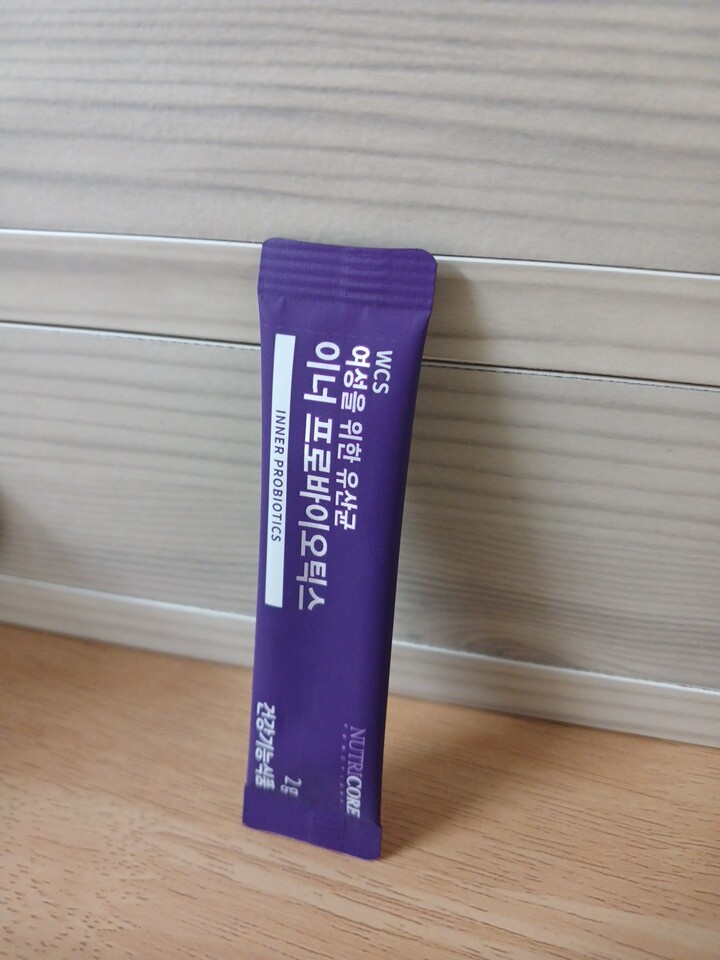 WCS
여성을 위한 유산균
이너 프로바이오틱스
INNER PROBIOTICS
NUTRICORE
2g
건강기능식품